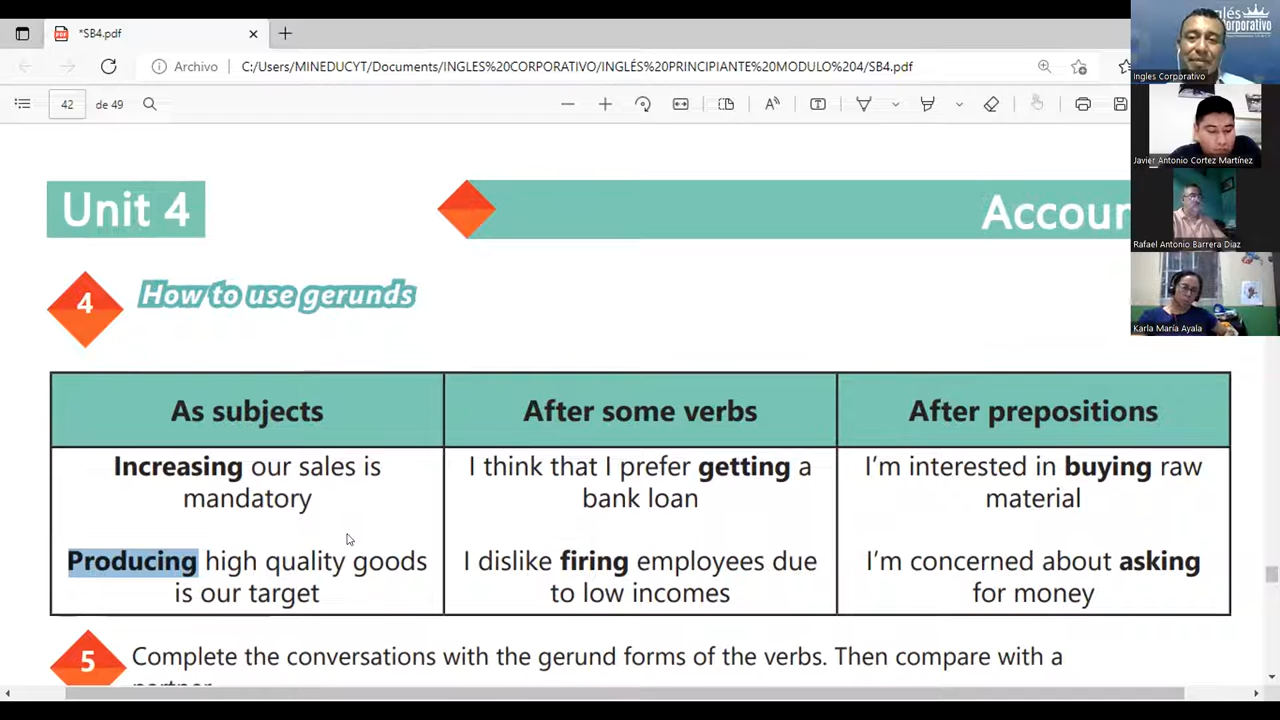 *SB4.pdf
Archivo
C:/Users/MINEDUCYT/Documents/INGLES%20CORPORATIVO/INGLÉS%20PRINCIPIANTE%20MODULO%204/SB4.pdf
42
de 49
Unit 4
Accour
4
How to use gerunds
As subjects
After some verbs
After prepositions
Increasing our sales is
mandatory
Producing high quality goods
is our target
I think that I prefer getting a
bank loan
I dislike firing employees due
to low incomes
I'm interested in buying raw
material
I'm concerned about asking
for money
5
Complete the conversations with the gerund forms of the verbs. Then compare with a
Ingles Corporativo
Javier Antonio Cortez Martínez
Rafael Antonio Barrera Diaz
Karla María Ayala